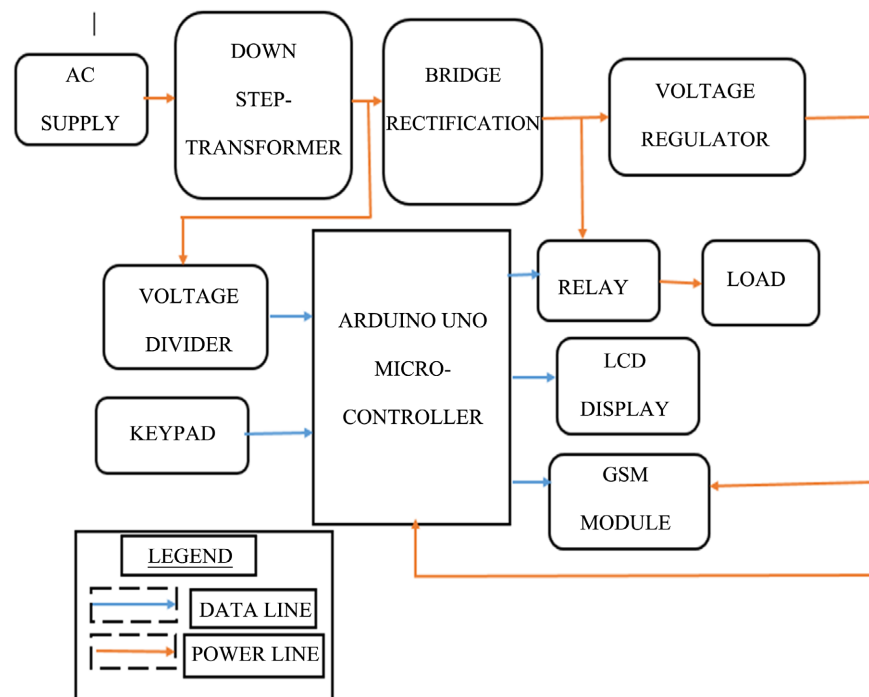 AC
SUPPLY
DOWN
STEP-
TRANSFORMER
BRIDGE
RECTIFICATION
VOLTAGE
REGULATOR
VOLTAGE
DIVIDER
KEYPAD
ARDUINO UNO
MICRO-
CONTROLLER
RELAY
LOAD
LCD
DISPLAY
GSM
MODULE
LEGEND
DATA LINE
POWER LINE